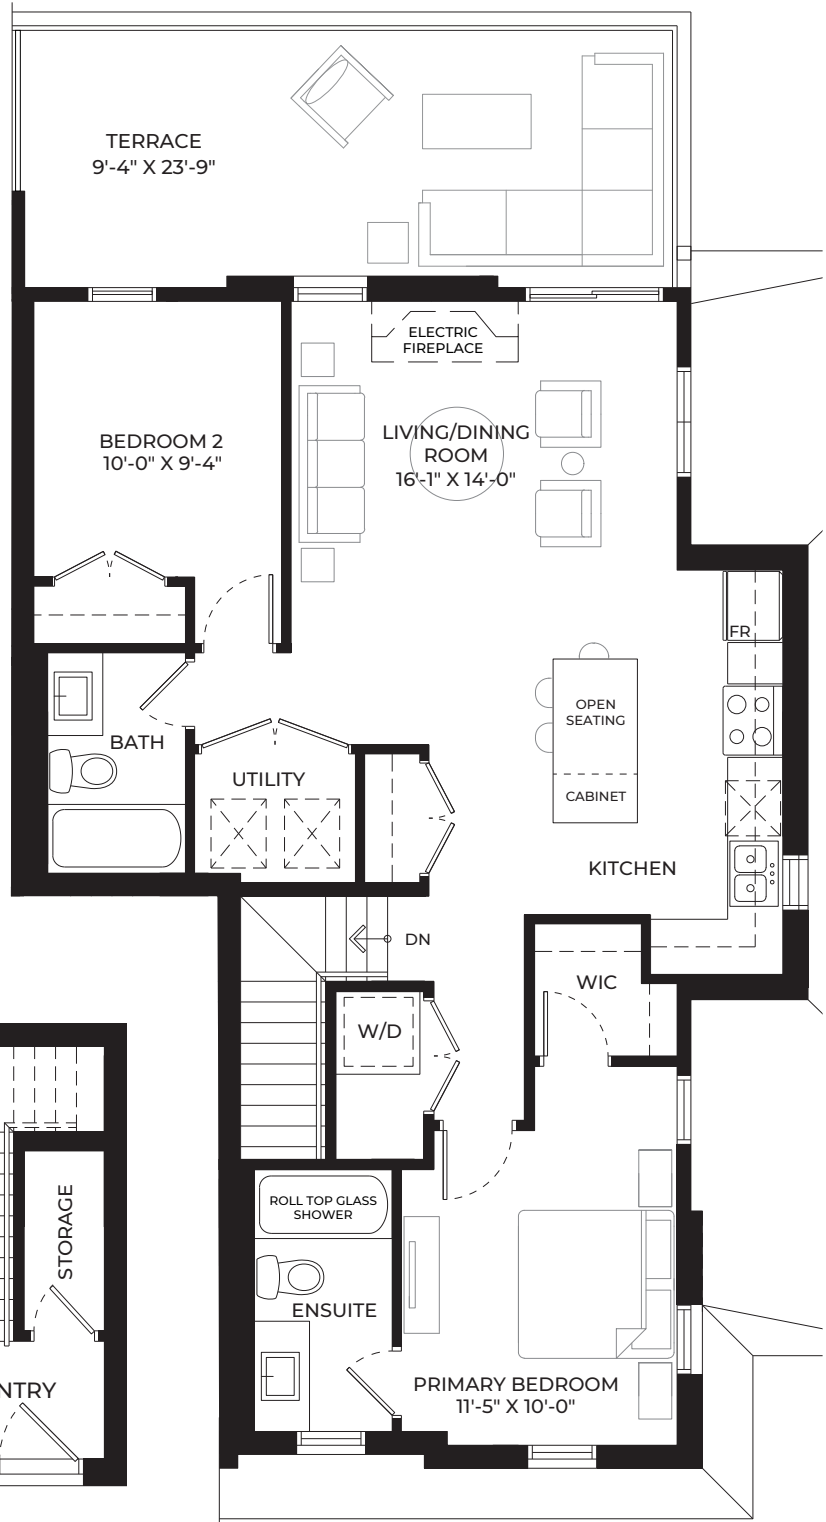 TERRACE
9'-4" X 23'-9"
ELECTRIC
FIREPLACE
BEDROOM 2
10'-0" X 9'-4"
LIVING/DINING
ROOM
16'-1" X 14'-0"
FR
OPEN
SEATING
CABINET
BATH
UTILITY
KITCHEN
DN
WIC
W/D
STORAGE
ROLL TOP GLASS
SHOWER
ENSUITE
PRIMARY BEDROOM
11'-5" X 10'-0"
NTRY